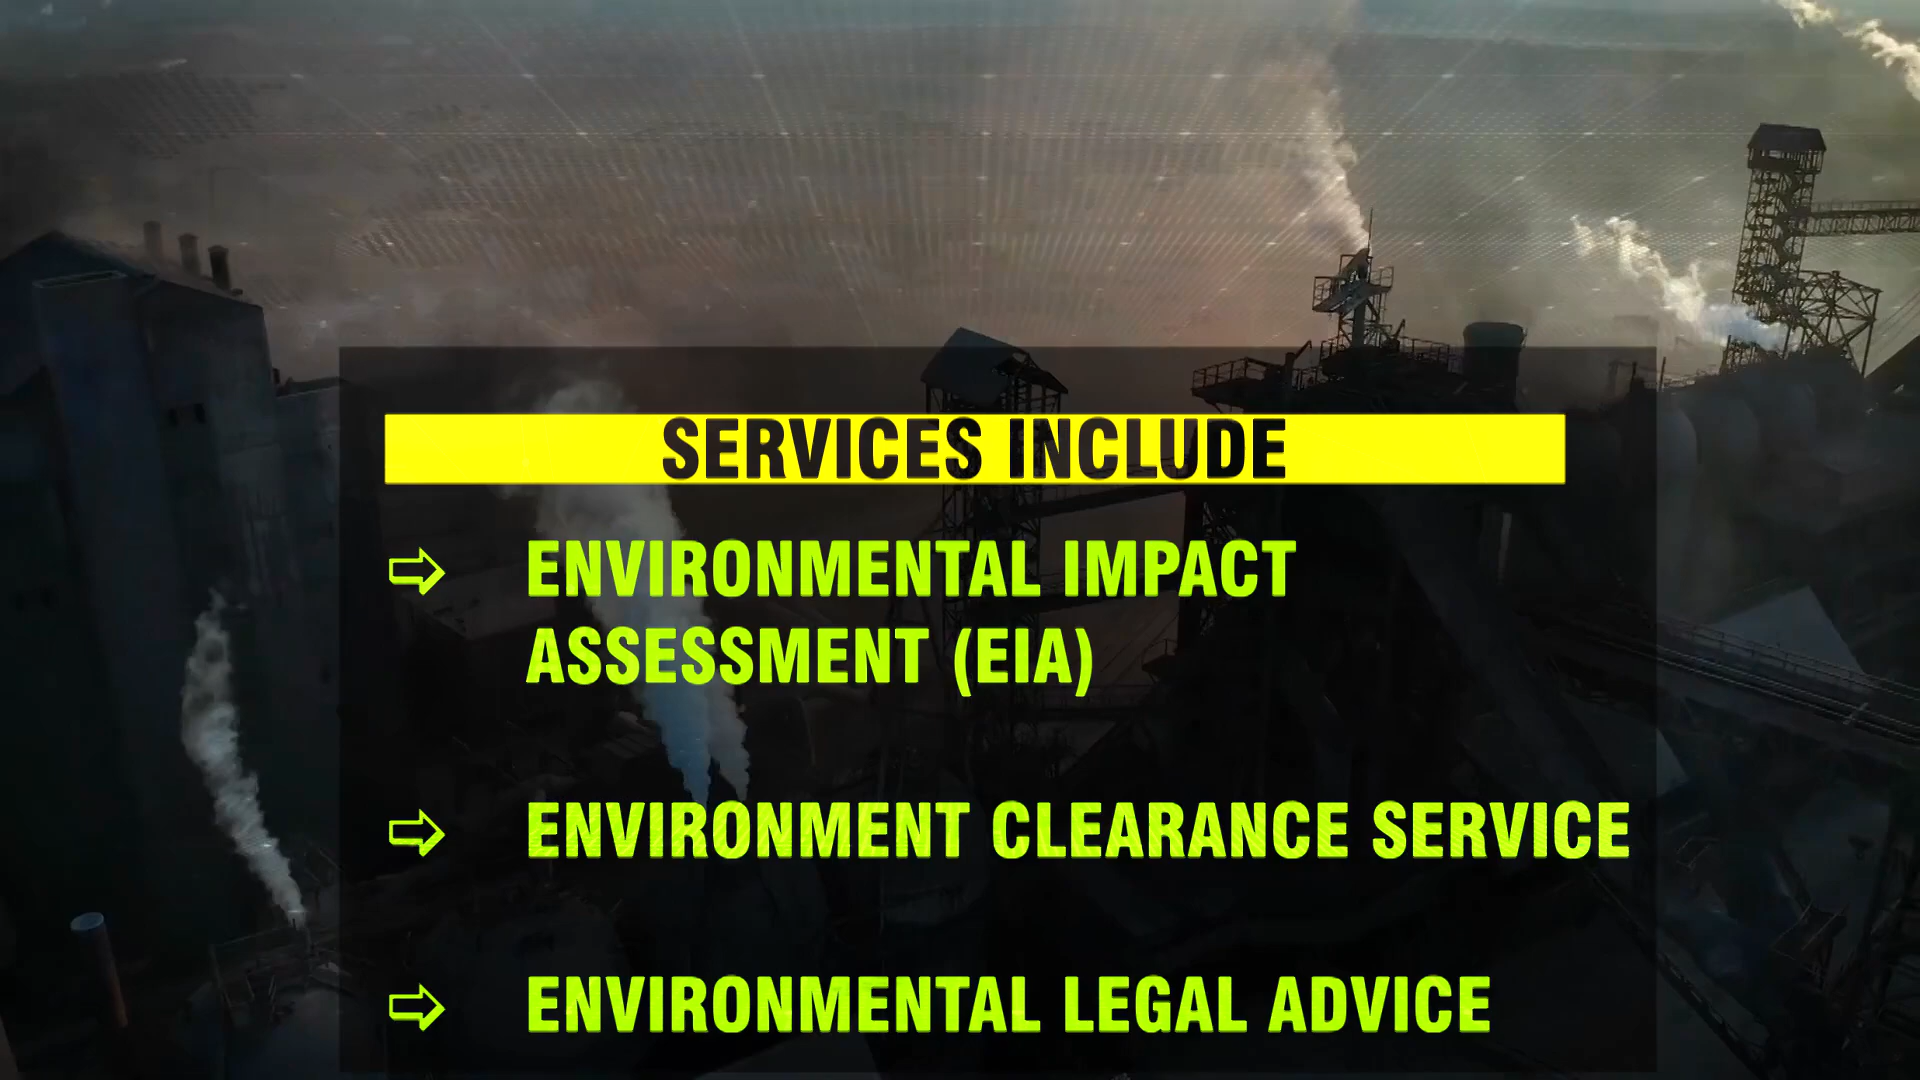 SERVICES INCLUDE
⇨ ENVIRONMENTAL IMPACT
ASSESSMENT (EIA)
⇨ ENVIRONMENT CLEARANCE SERVICE
⇨ ENVIRONMENTAL LEGAL ADVICE